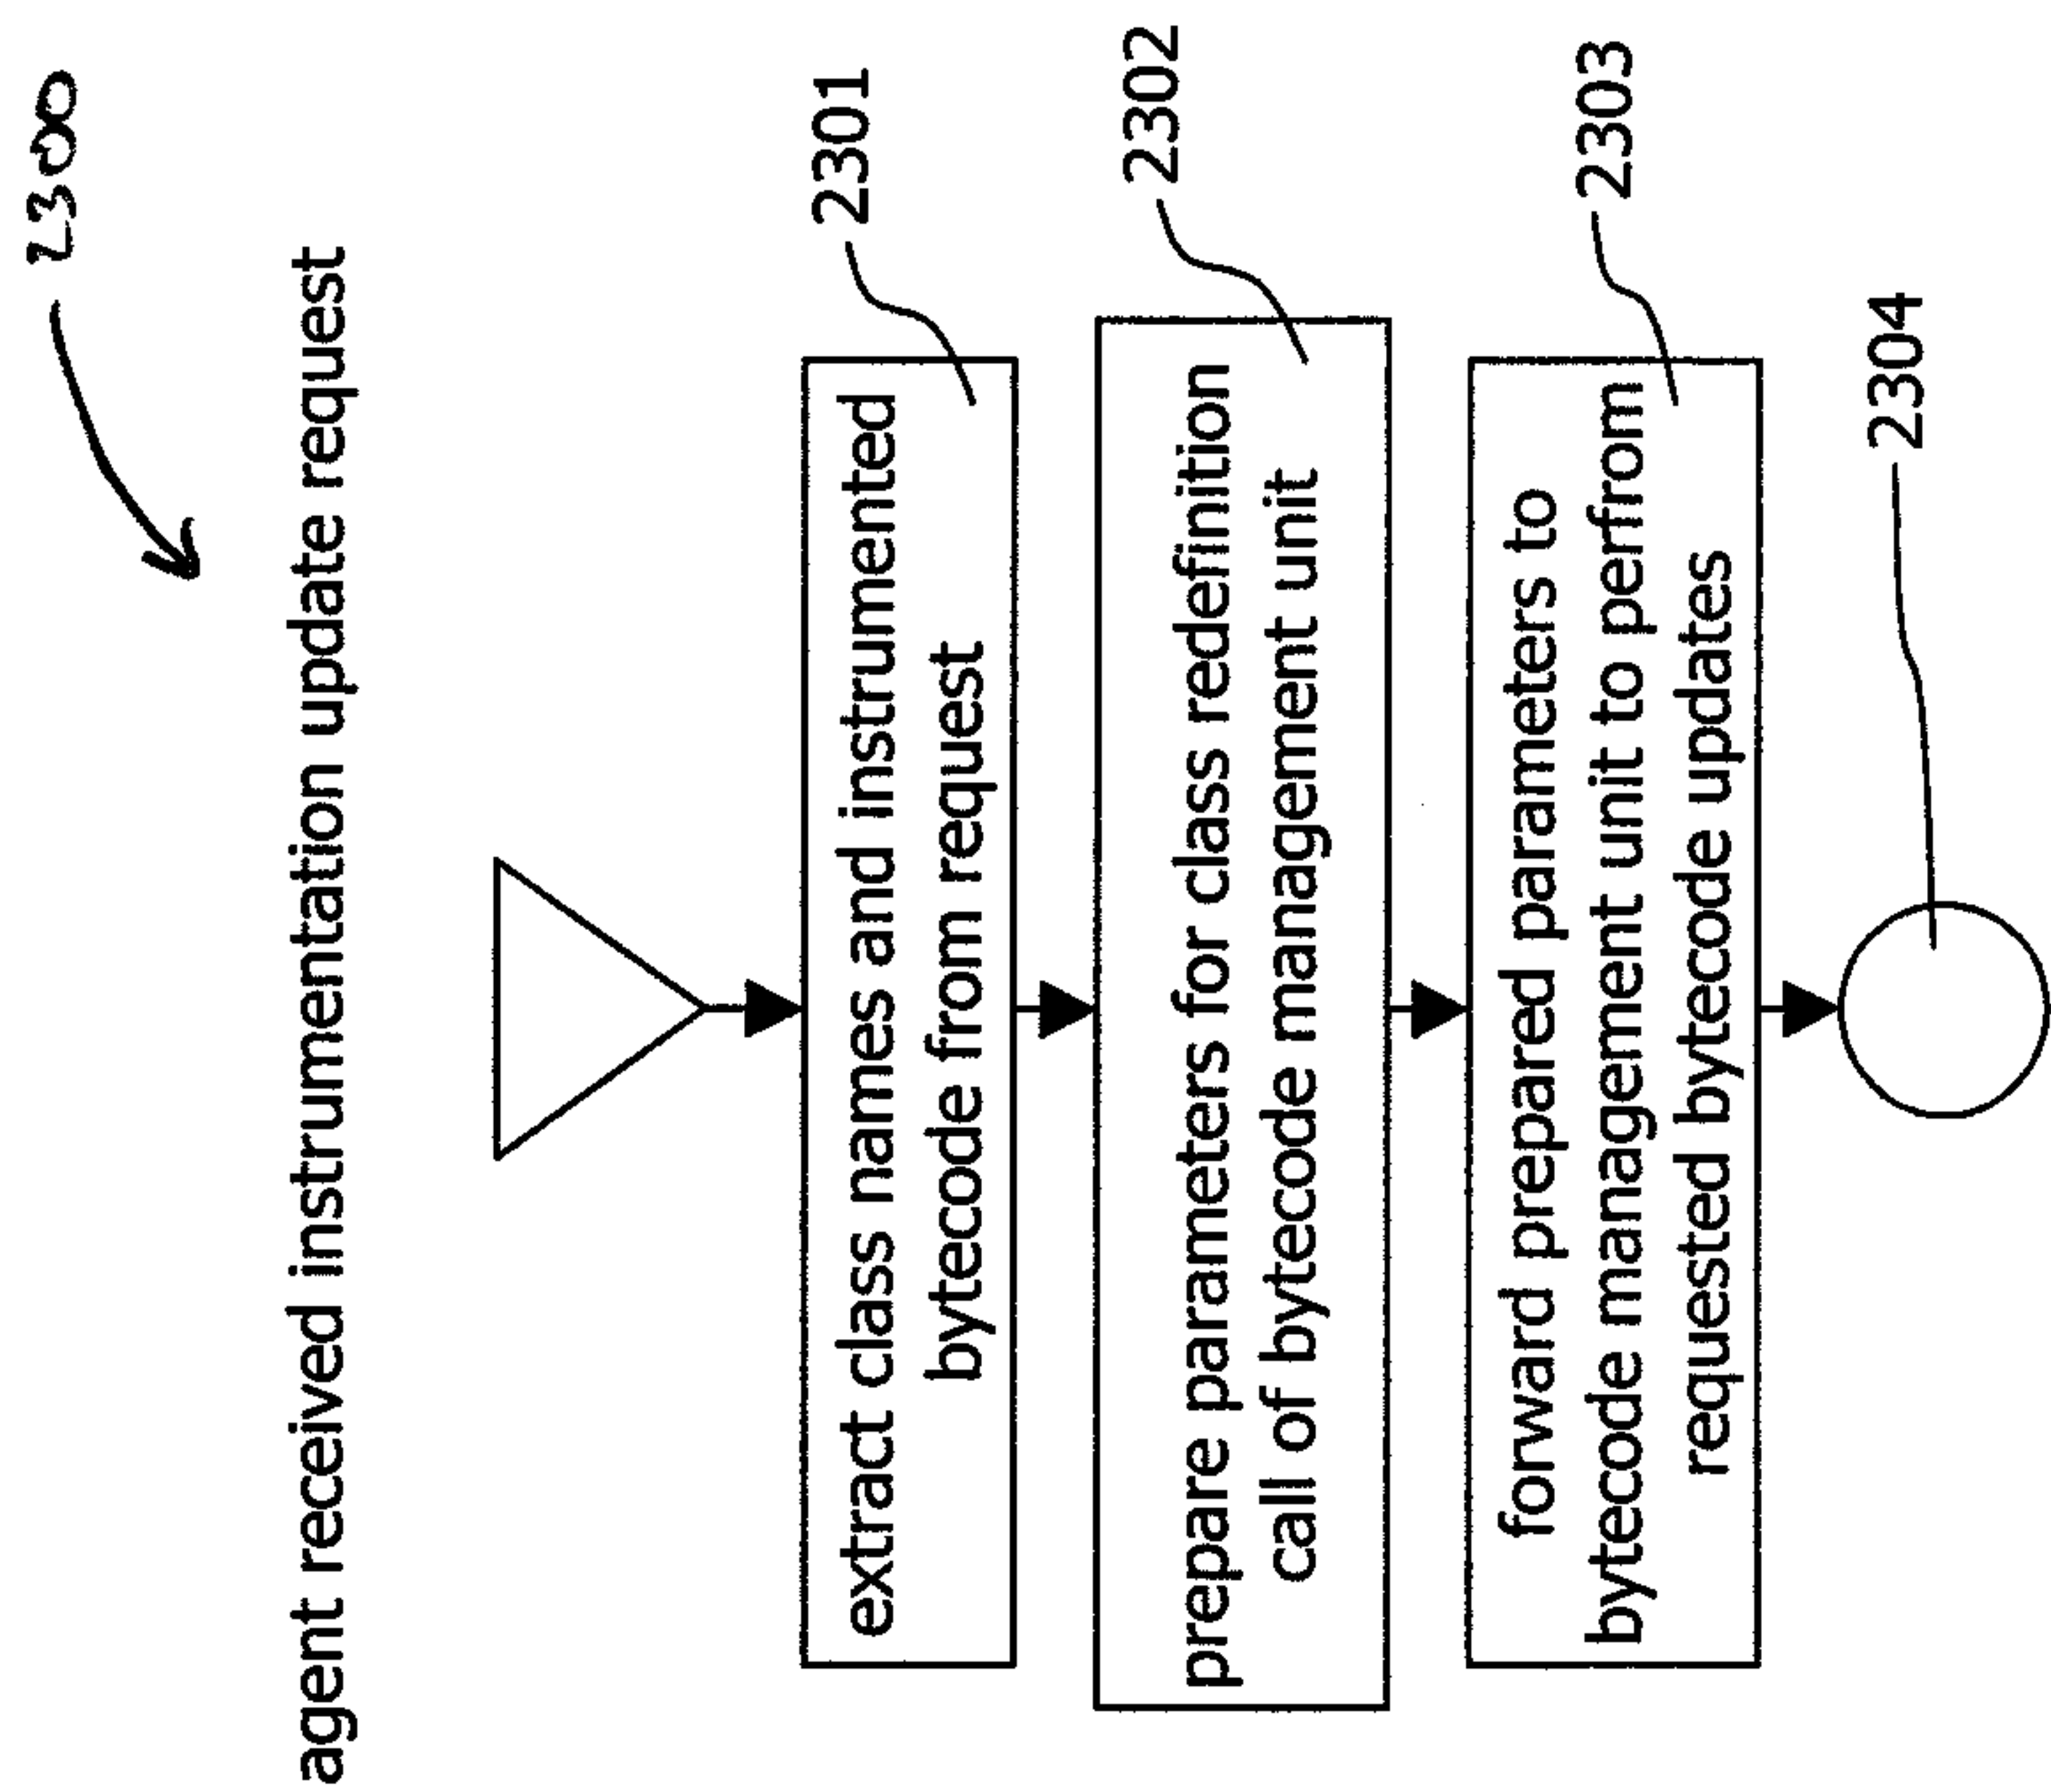 2300
agent received instrumentation update request
extract class names and instrumented
bytecode from request
2301
prepare parameters for class redefinition
call of bytecode management unit
2302
forward prepared parameters to
bytecode management unit to perfrom
requested bytecode updates
2303
2304